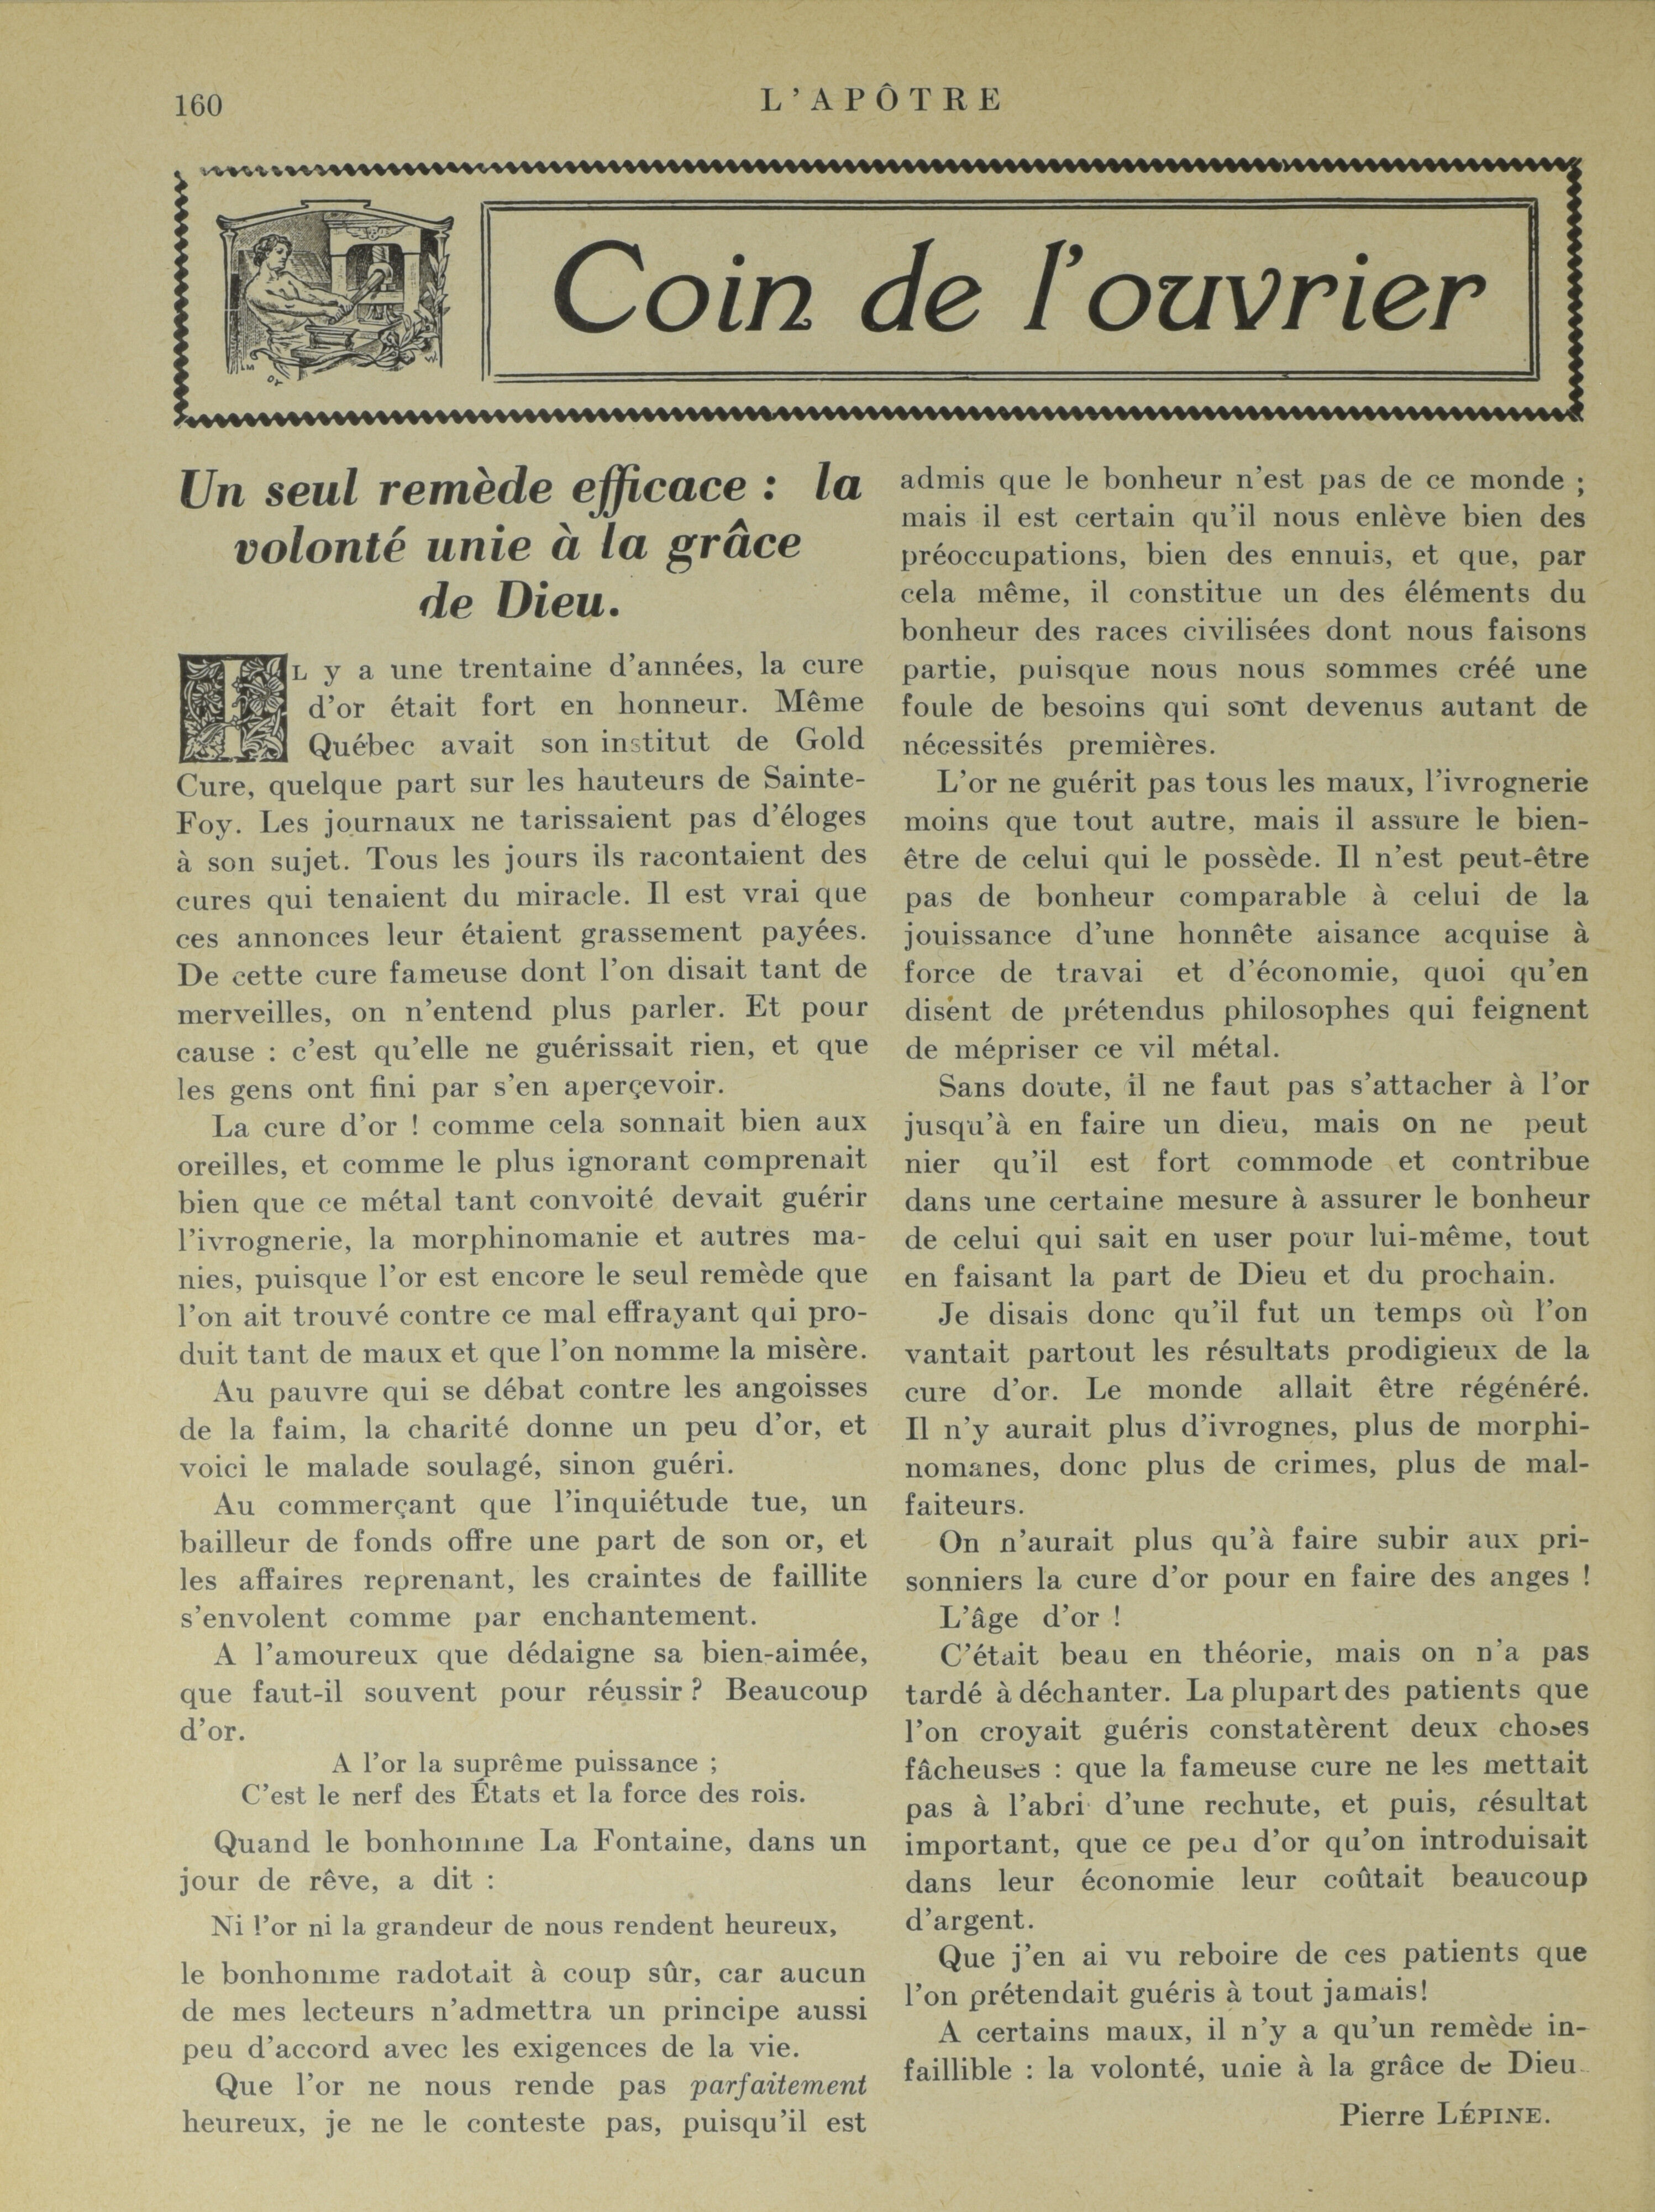 160
L'APÔTRE
Coin de l'ouvrier
Un seul remède efficace : la
volonté unie à la grâce
de Dieu.
IL y a une trentaine d'années, la cure
d'or était fort en honneur. Même
Québec avait son institut de Gold
Cure, quelque part sur les hauteurs de Sainte-
Foy. Les journaux ne tarissaient pas d'éloges
à son sujet. Tous les jours ils racontaient des
cures qui tenaient du miracle. Il est vrai que
ces annonces leur étaient grassement payées.
De cette cure fameuse dont l'on disait tant de
merveilles, on n'entend plus parler. Et pour
cause : c'est qu'elle ne guérissait rien, et que
les gens ont fini par s'en aperçevoir.
La cure d'or ! comme cela sonnait bien aux
oreilles, et comme le plus ignorant comprenait
bien que ce métal tant convoité devait guérir
l'ivrognerie, la morphinomanie et autres ma-
nies, puisque l'or est encore le seul remède que
l'on ait trouvé contre ce mal effrayant qui pro-
duit tant de maux et que l'on nomme la misère.
Au pauvre qui se débat contre les angoisses
de la faim, la charité donne un peu d'or, et
voici le malade soulagé, sinon guéri.
Au commerçant que l'inquiétude tue, un
bailleur de fonds offre une part de son or, et
les affaires reprenant, les craintes de faillite
s'envolent comme par enchantement.
A l'amoureux que dédaigne sa bien-aimée,
que faut-il souvent pour réussir ? Beaucoup
d'or.
A l'or la suprême puissance ;
C'est le nerf des États et la force des rois.
Quand le bonhomme La Fontaine, dans un
jour de rêve, a dit :
Ni l'or ni la grandeur de nous rendent heureux,
le bonhomme radotait à coup sûr, car aucun
de mes lecteurs n'admettra un principe aussi
peu d'accord avec les exigences de la vie.
Que l'or ne nous rende pas parfaitement
heureux, je ne le conteste pas, puisqu'il est
admis que le bonheur n'est pas de ce monde ;
mais il est certain qu'il nous enlève bien des
préoccupations, bien des ennuis, et que, par
cela même, il constitue un des éléments du
bonheur des races civilisées dont nous faisons
partie, puisque nous nous sommes créé une
foule de besoins qui sont devenus autant de
nécessités premières.
L'or ne guérit pas tous les maux, l'ivrognerie
moins que tout autre, mais il assure le bien-
être de celui qui le possède. Il n'est peut-être
pas de bonheur comparable à celui de la
jouissance d'une honnête aisance acquise à
force de travai et d'économie, quoi qu'en
disent de prétendus philosophes qui feignent
de mépriser ce vil métal.
Sans doute, il ne faut pas s'attacher à l'or
jusqu'à en faire un dieu, mais on ne peut
nier qu'il est fort commode et contribue
dans une certaine mesure à assurer le bonheur
de celui qui sait en user pour lui-même, tout
en faisant la part de Dieu et du prochain.
Je disais donc qu'il fut un temps où l'on
vantait partout les résultats prodigieux de la
cure d'or. Le monde allait être régénéré.
Il n'y aurait plus d'ivrognes, plus de morphi-
nomanes, donc plus de crimes, plus de mal-
faiteurs.
On n'aurait plus qu'à faire subir aux pri-
sonniers la cure d'or pour en faire des anges !
L'âge d'or !
C'était beau en théorie, mais on n'a pas
tardé à déchanter. La plupart des patients que
l'on croyait guéris constatèrent deux choses
fâcheuses : que la fameuse cure ne les mettait
pas à l'abri d'une rechute, et puis, résultat
important, que ce peu d'or qu'on introduisait
dans leur économie leur coûtait beaucoup
d'argent.
Que j'en ai vu reboire de ces patients que
l'on prétendait guéris à tout jamais!
A certains maux, il n'y a qu'un remède in-
faillible : la volonté, unie à la grâce de Dieu
Pierre LÉPINE.